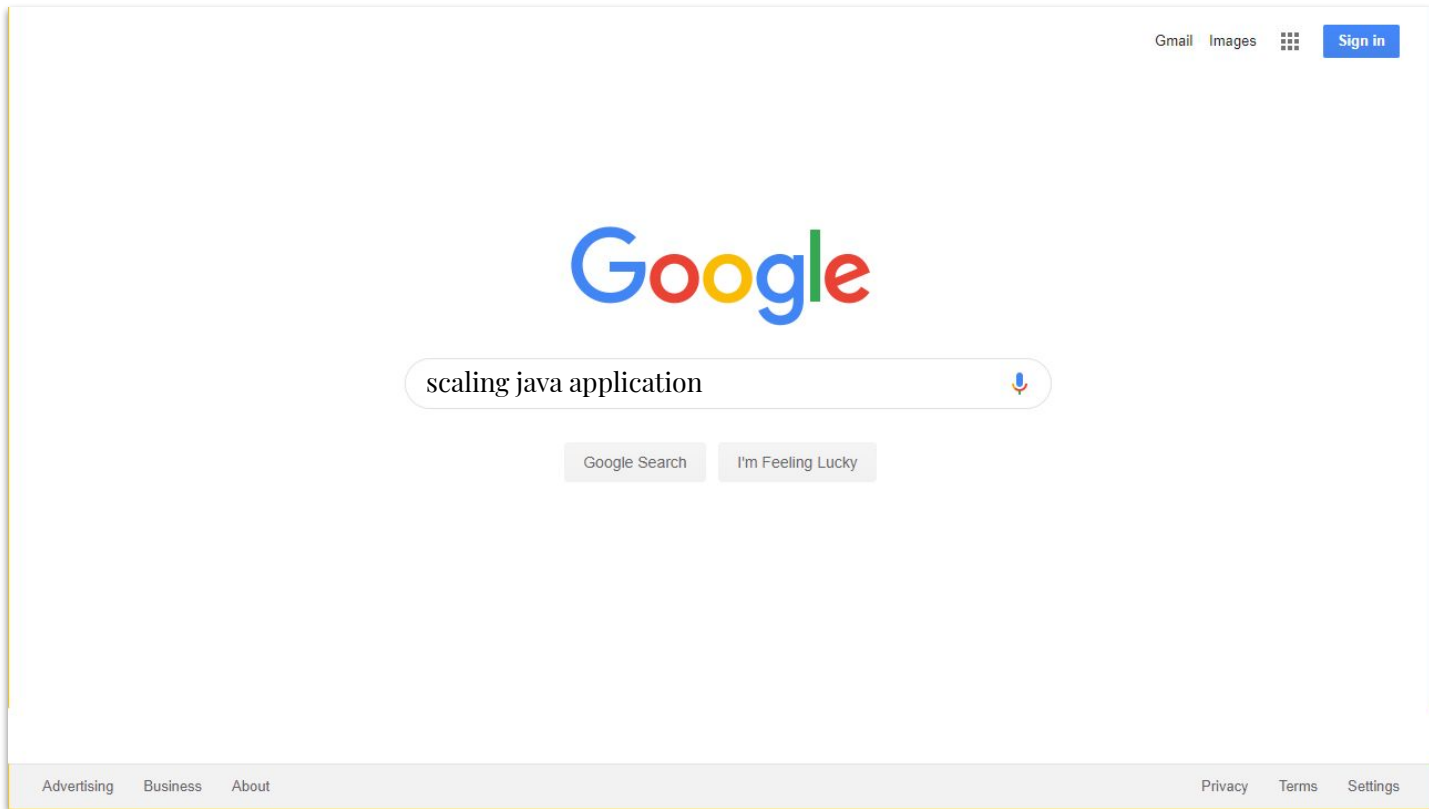 Gmail Images Sign in
Google
scaling java application
Google Search I'm Feeling Lucky
Advertising Business About Privacy Terms Settings